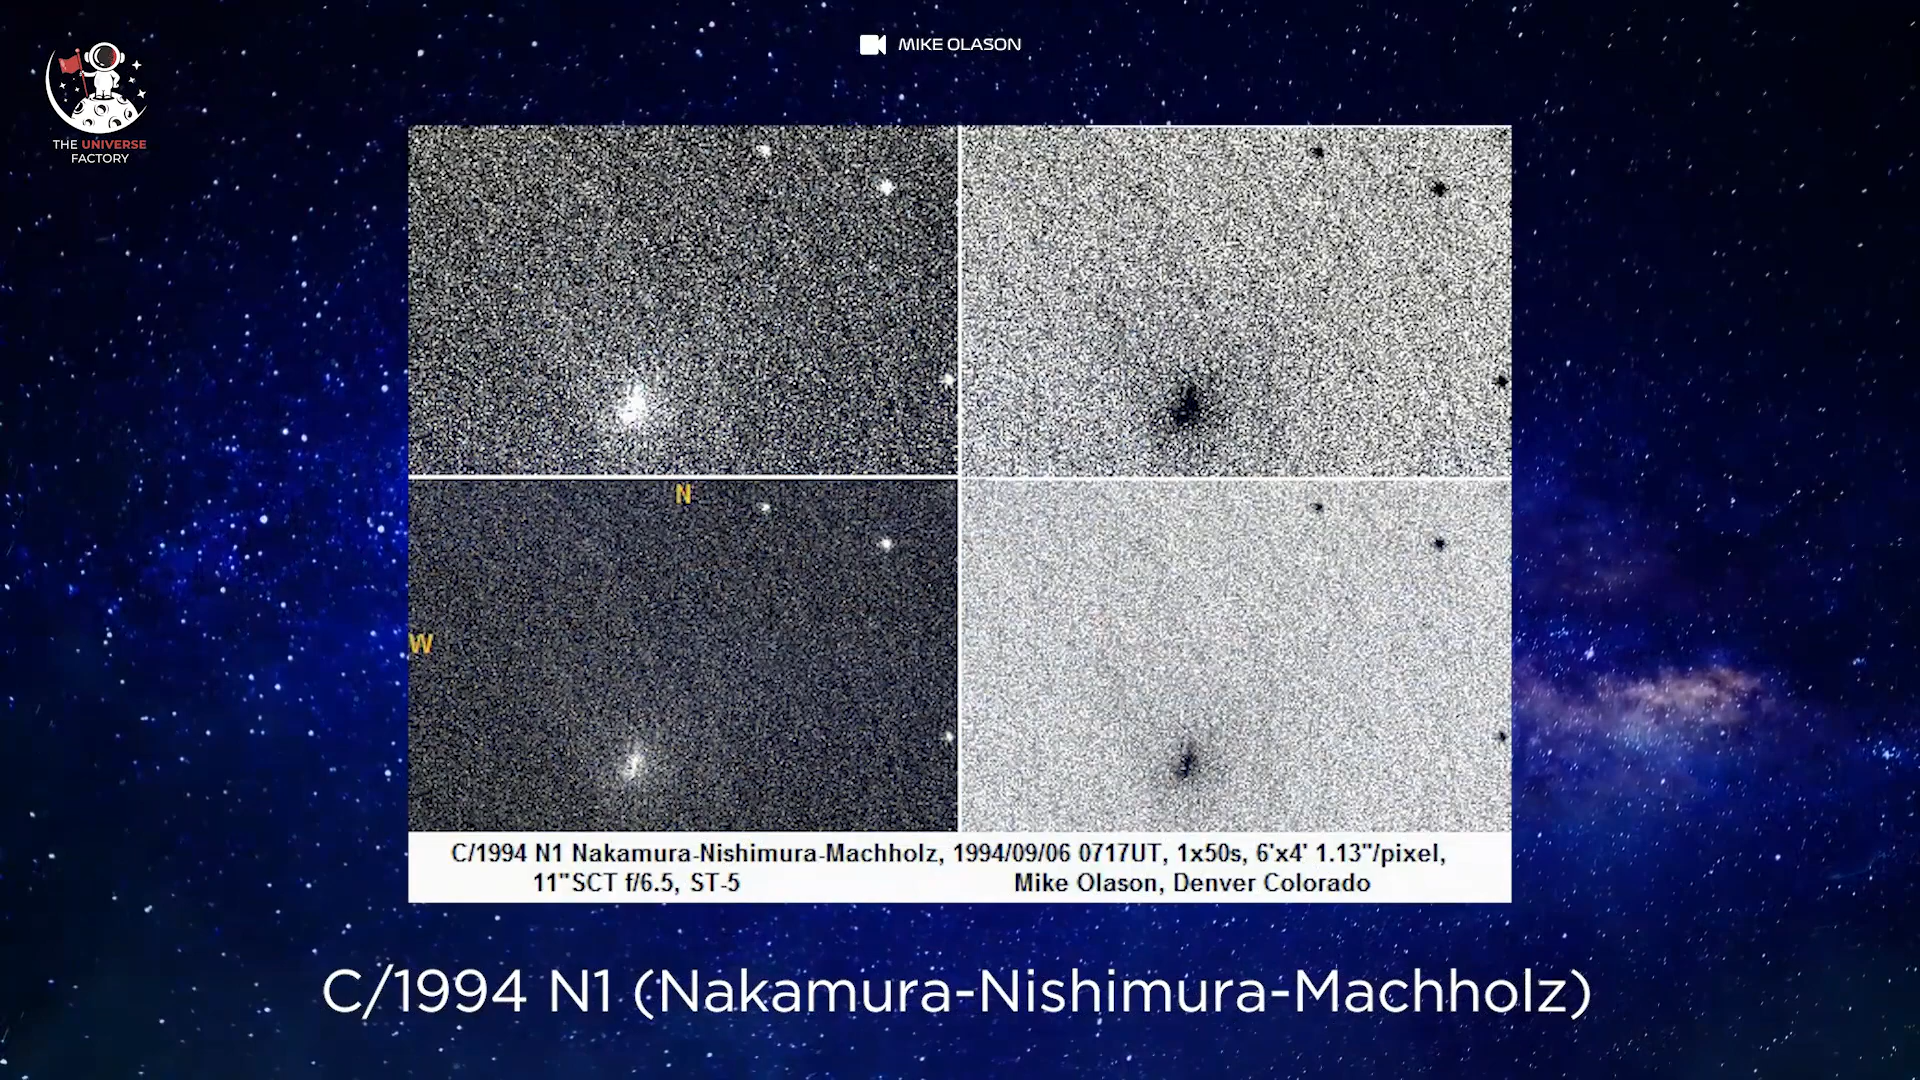 MIKE OLASON
THE UNIVERSE
FACTORY
N
W
C/1994 N1 Nakamura-Nishimura-Machholz, 1994/09/06 0717UT, 1x50s, 6'x4' 1.13"/pixel,
11"SCT f/6.5, ST-5 Mike Olason, Denver Colorado
C/1994 N1 (Nakamura-Nishimura-Machholz)